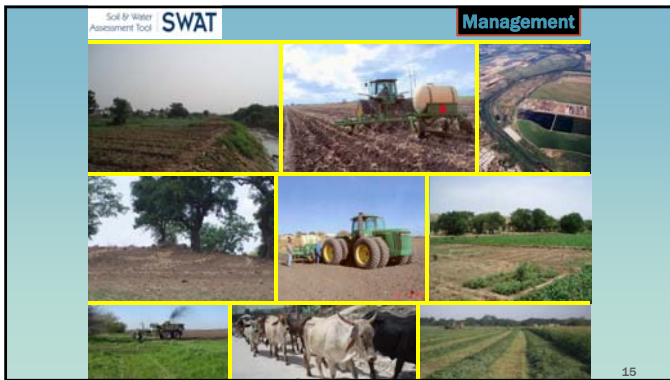 Soil & Water
Assessment Tool
SWAT
Management
15